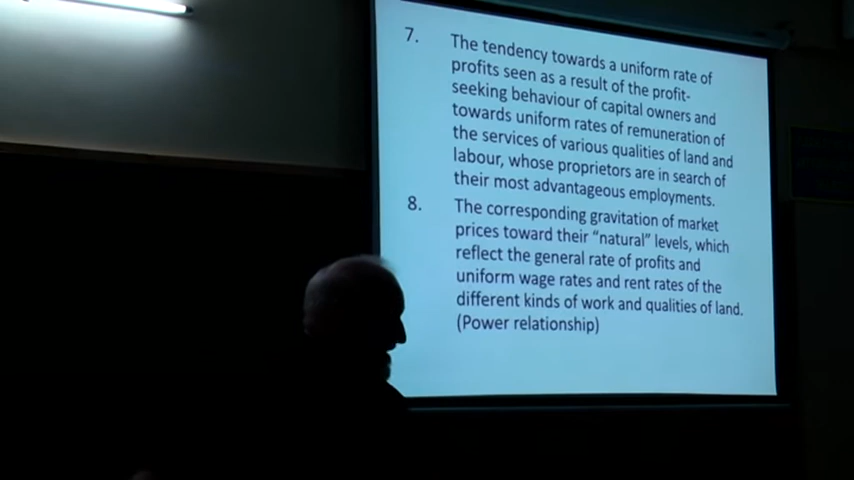 7. The tendency towards a uniform rate of
profits seen as a result of the profit-
seeking behaviour of capital owners and
towards uniform rates of remuneration of
the services of various qualities of land and
labour, whose proprietors are in search of
their most advantageous employments.
8. The corresponding gravitation of market
prices toward their “natural” levels, which
reflect the general rate of profits and
uniform wage rates and rent rates of the
different kinds of work and qualities of land.
(Power relationship)